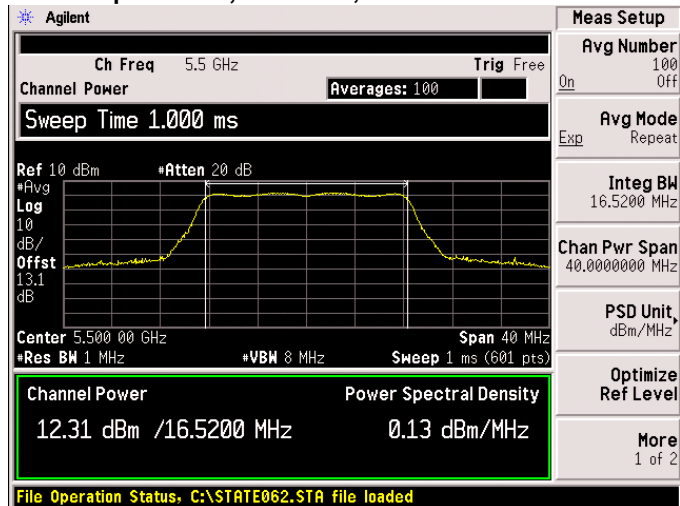 Agilent
Meas Setup
Ch Freq 5.5 GHz Trig Free
Channel Power Averages: 100
Sweep Time 1.000 ms
Ref 10 dBm #Atten 20 dB
#Avg
Log
10
dB/
Offst
13.1
dB
Center 5.500 00 GHz Span 40 MHz
#Res BW 1 MHz #VBW 8 MHz Sweep 1 ms (601 pts)
Channel Power Power Spectral Density
12.31 dBm /16.5200 MHz 0.13 dBm/MHz
File Operation Status, C:\STATE062.STA file loaded
Avg Number
100
On Off
Avg Mode
Exp Repeat
Integ BW
16.5200 MHz
Chan Pwr Span
40.0000000 MHz
PSD Unit
dBm/MHz
Optimize
Ref Level
More
1 of 2